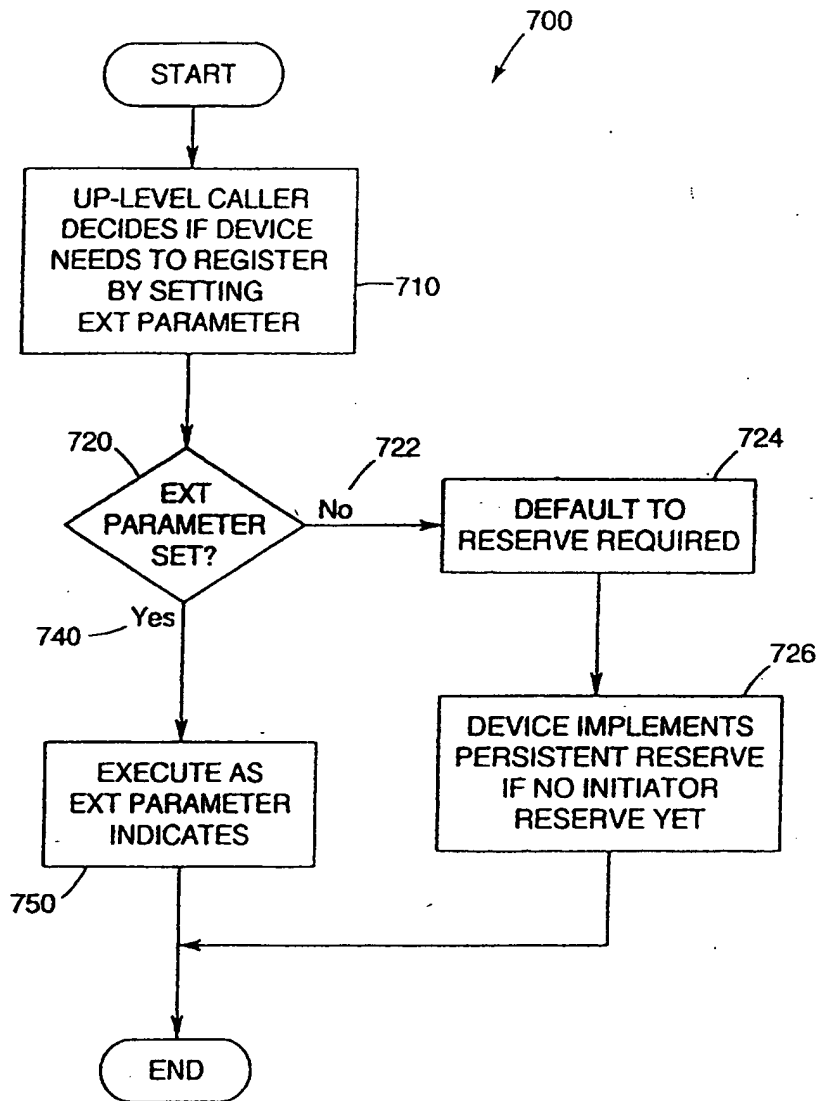 700
START
UP-LEVEL CALLER
DECIDES IF DEVICE
NEEDS TO REGISTER
BY SETTING
EXT PARAMETER
710
720
EXT
PARAMETER
SET?
722
No
724
DEFAULT TO
RESERVE REQUIRED
740
Yes
726
DEVICE IMPLEMENTS
PERSISTENT RESERVE
IF NO INITIATOR
RESERVE YET
EXECUTE AS
EXT PARAMETER
INDICATES
750
END